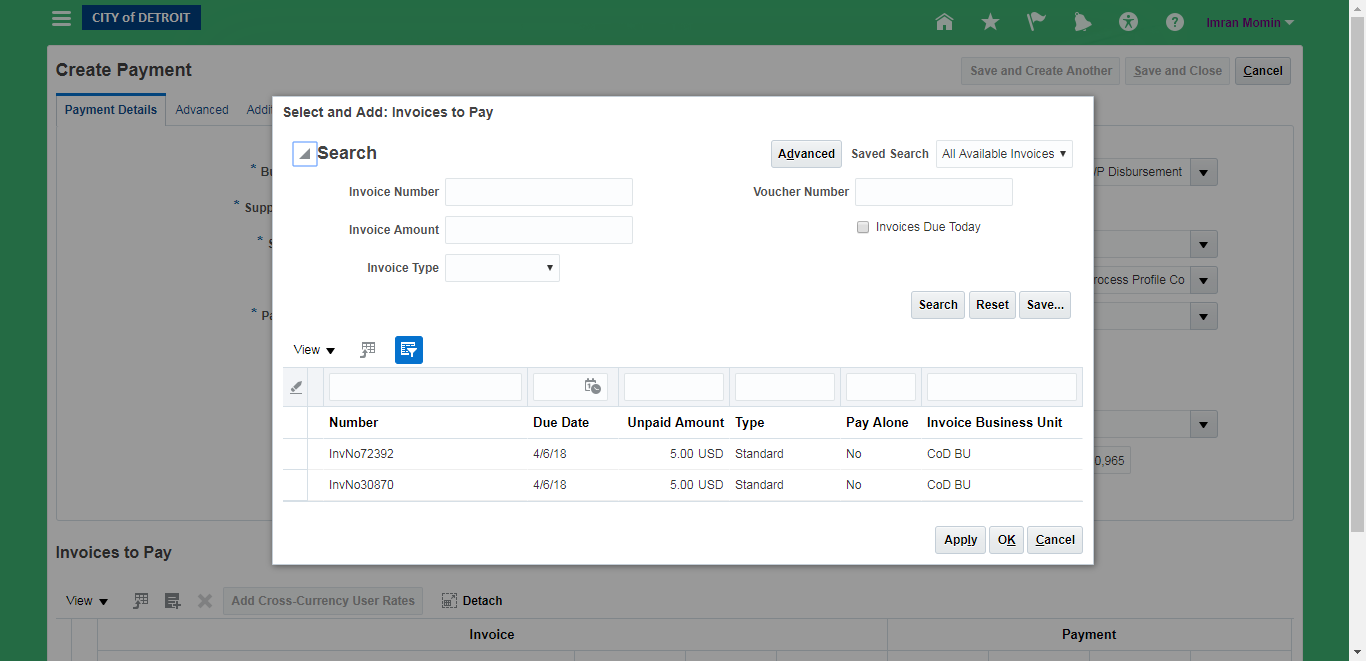 CITY of DETROIT
Imran Momin
Create Payment
Save and Create Another
Save and Close
Cancel
Payment Details
Advanced
Select and Add: Invoices to Pay
Search
Advanced
Saved Search
All Available Invoices
Invoice Number
Voucher Number
Invoice Amount
Invoices Due Today
Invoice Type
Search
Reset
Save...
/P Disbursement
rocess Profile Co
0,965
View
Number Due Date Unpaid Amount Type Pay Alone Invoice Business Unit
InvNo72392 4/6/18 5.00 USD Standard No CoD BU
InvNo30870 4/6/18 5.00 USD Standard No CoD BU
Apply
OK
Cancel
Invoices to Pay
View
Add Cross-Currency User Rates
Detach
Invoice
Payment